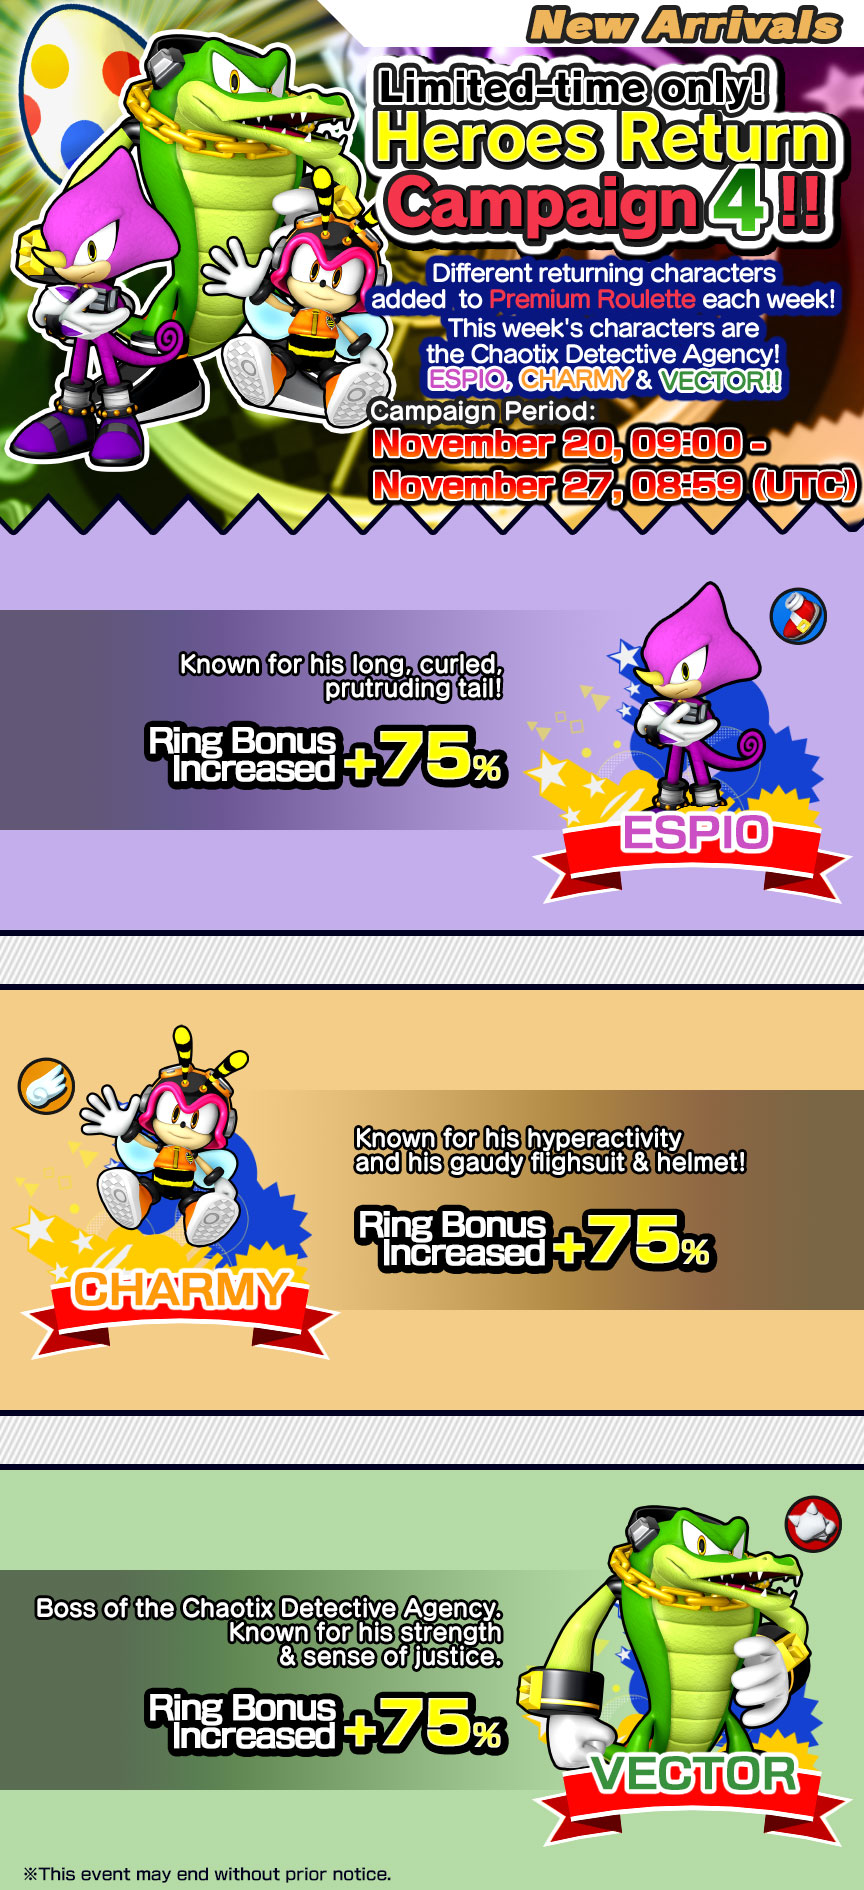 New Arrivals
Limited-time only!
Heroes Return
Campaign 4!!
Different returning characters
added to Premium Roulette each week!
This week's characters are
the Chaotix Detective Agency!
ESPIO, CHARMY & VECTOR!!
Campaign Period:
November 20, 09:00 -
November 27, 08:59 (UTC)
Known for his long, curled,
prutruding tail!
Ring Bonus
Increased +75%
ESPIO
Known for his hyperactivity
and his gaudy flighsuit & helmet!
Ring Bonus
Increased +75%
CHARMY
Boss of the Chaotix Detective Agency.
Known for his strength
& sense of justice.
Ring Bonus
Increased +75%
VECTOR
※This event may end without prior notice.